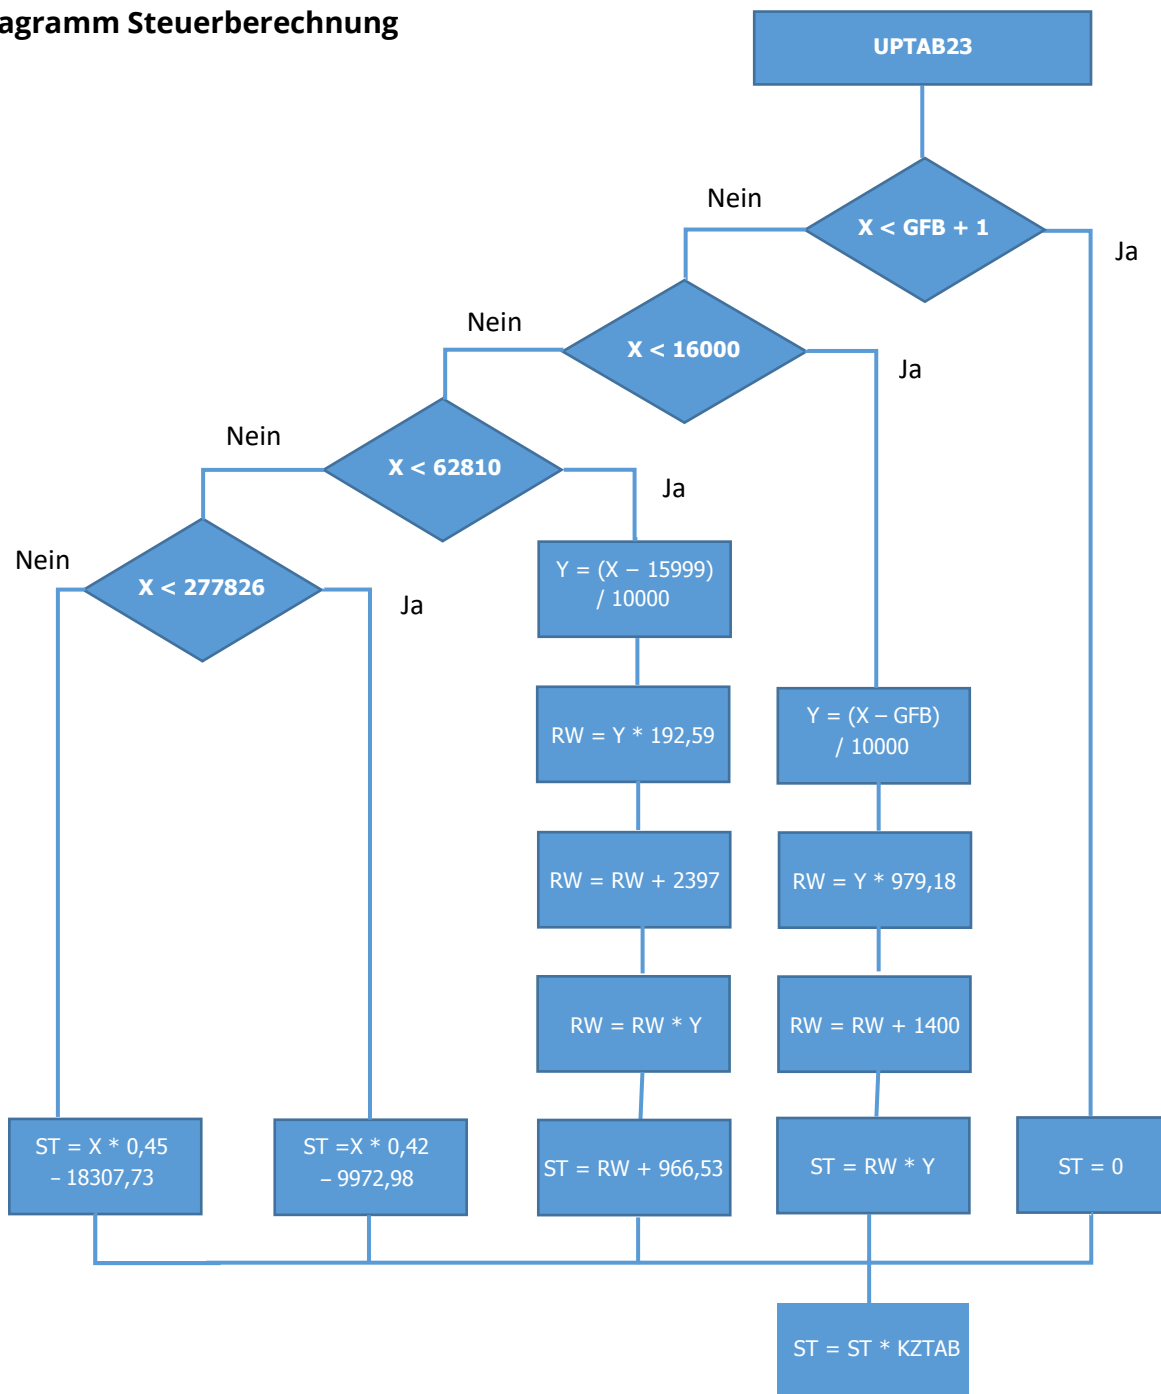 agramm Steuerberechnung
UPTAB23
Nein
X < GFB + 1
Ja
Nein
X < 16000
Ja
Nein
X < 62810
Ja
Nein
X < 277826
Ja
Y = (X – 15999)
/ 10000
RW = Y * 192,59
Y = (X – GFB)
/ 10000
RW = RW + 2397
RW = Y * 979,18
RW = RW * Y
RW = RW + 1400
ST = X * 0,45
– 18307,73
ST =X * 0,42
– 9972,98
ST = RW + 966,53
ST = RW * Y
ST = 0
ST = ST * KZTAB